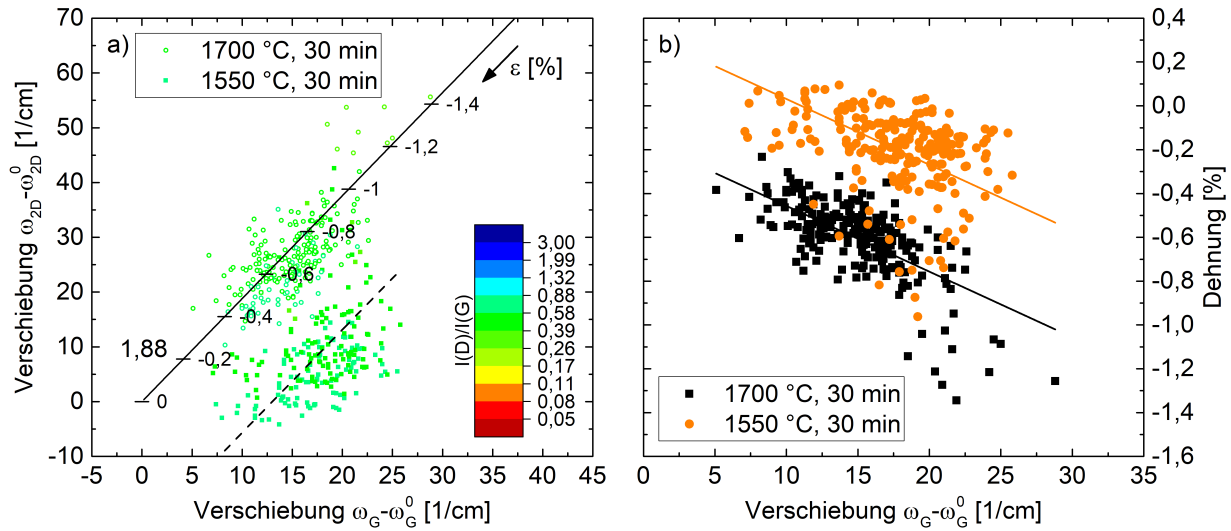 a)
1700 °C, 30 min
1550 °C, 30 min
ε [%]
-1,4
-1,2
-1
-0,8
-0,6
-0,4
1,88
-0,2
0
70
60
50
40
30
20
10
0
-10
Verschiebung ω2D-ω2D0 [1/cm]
-5 0 5 10 15 20 25 30 35 40 45
Verschiebung ωG-ωG0 [1/cm]
I(D)/I(G)
3,00
1,99
1,32
0,88
0,58
0,39
0,26
0,17
0,11
0,08
0,05
b)
1700 °C, 30 min
1550 °C, 30 min
0 5 10 15 20 25 30 35
Verschiebung ωG-ωG0 [1/cm]
0,4
0,2
0,0
-0,2
-0,4
-0,6
-0,8
-1,0
-1,2
-1,4
-1,6
Dehnung [%]